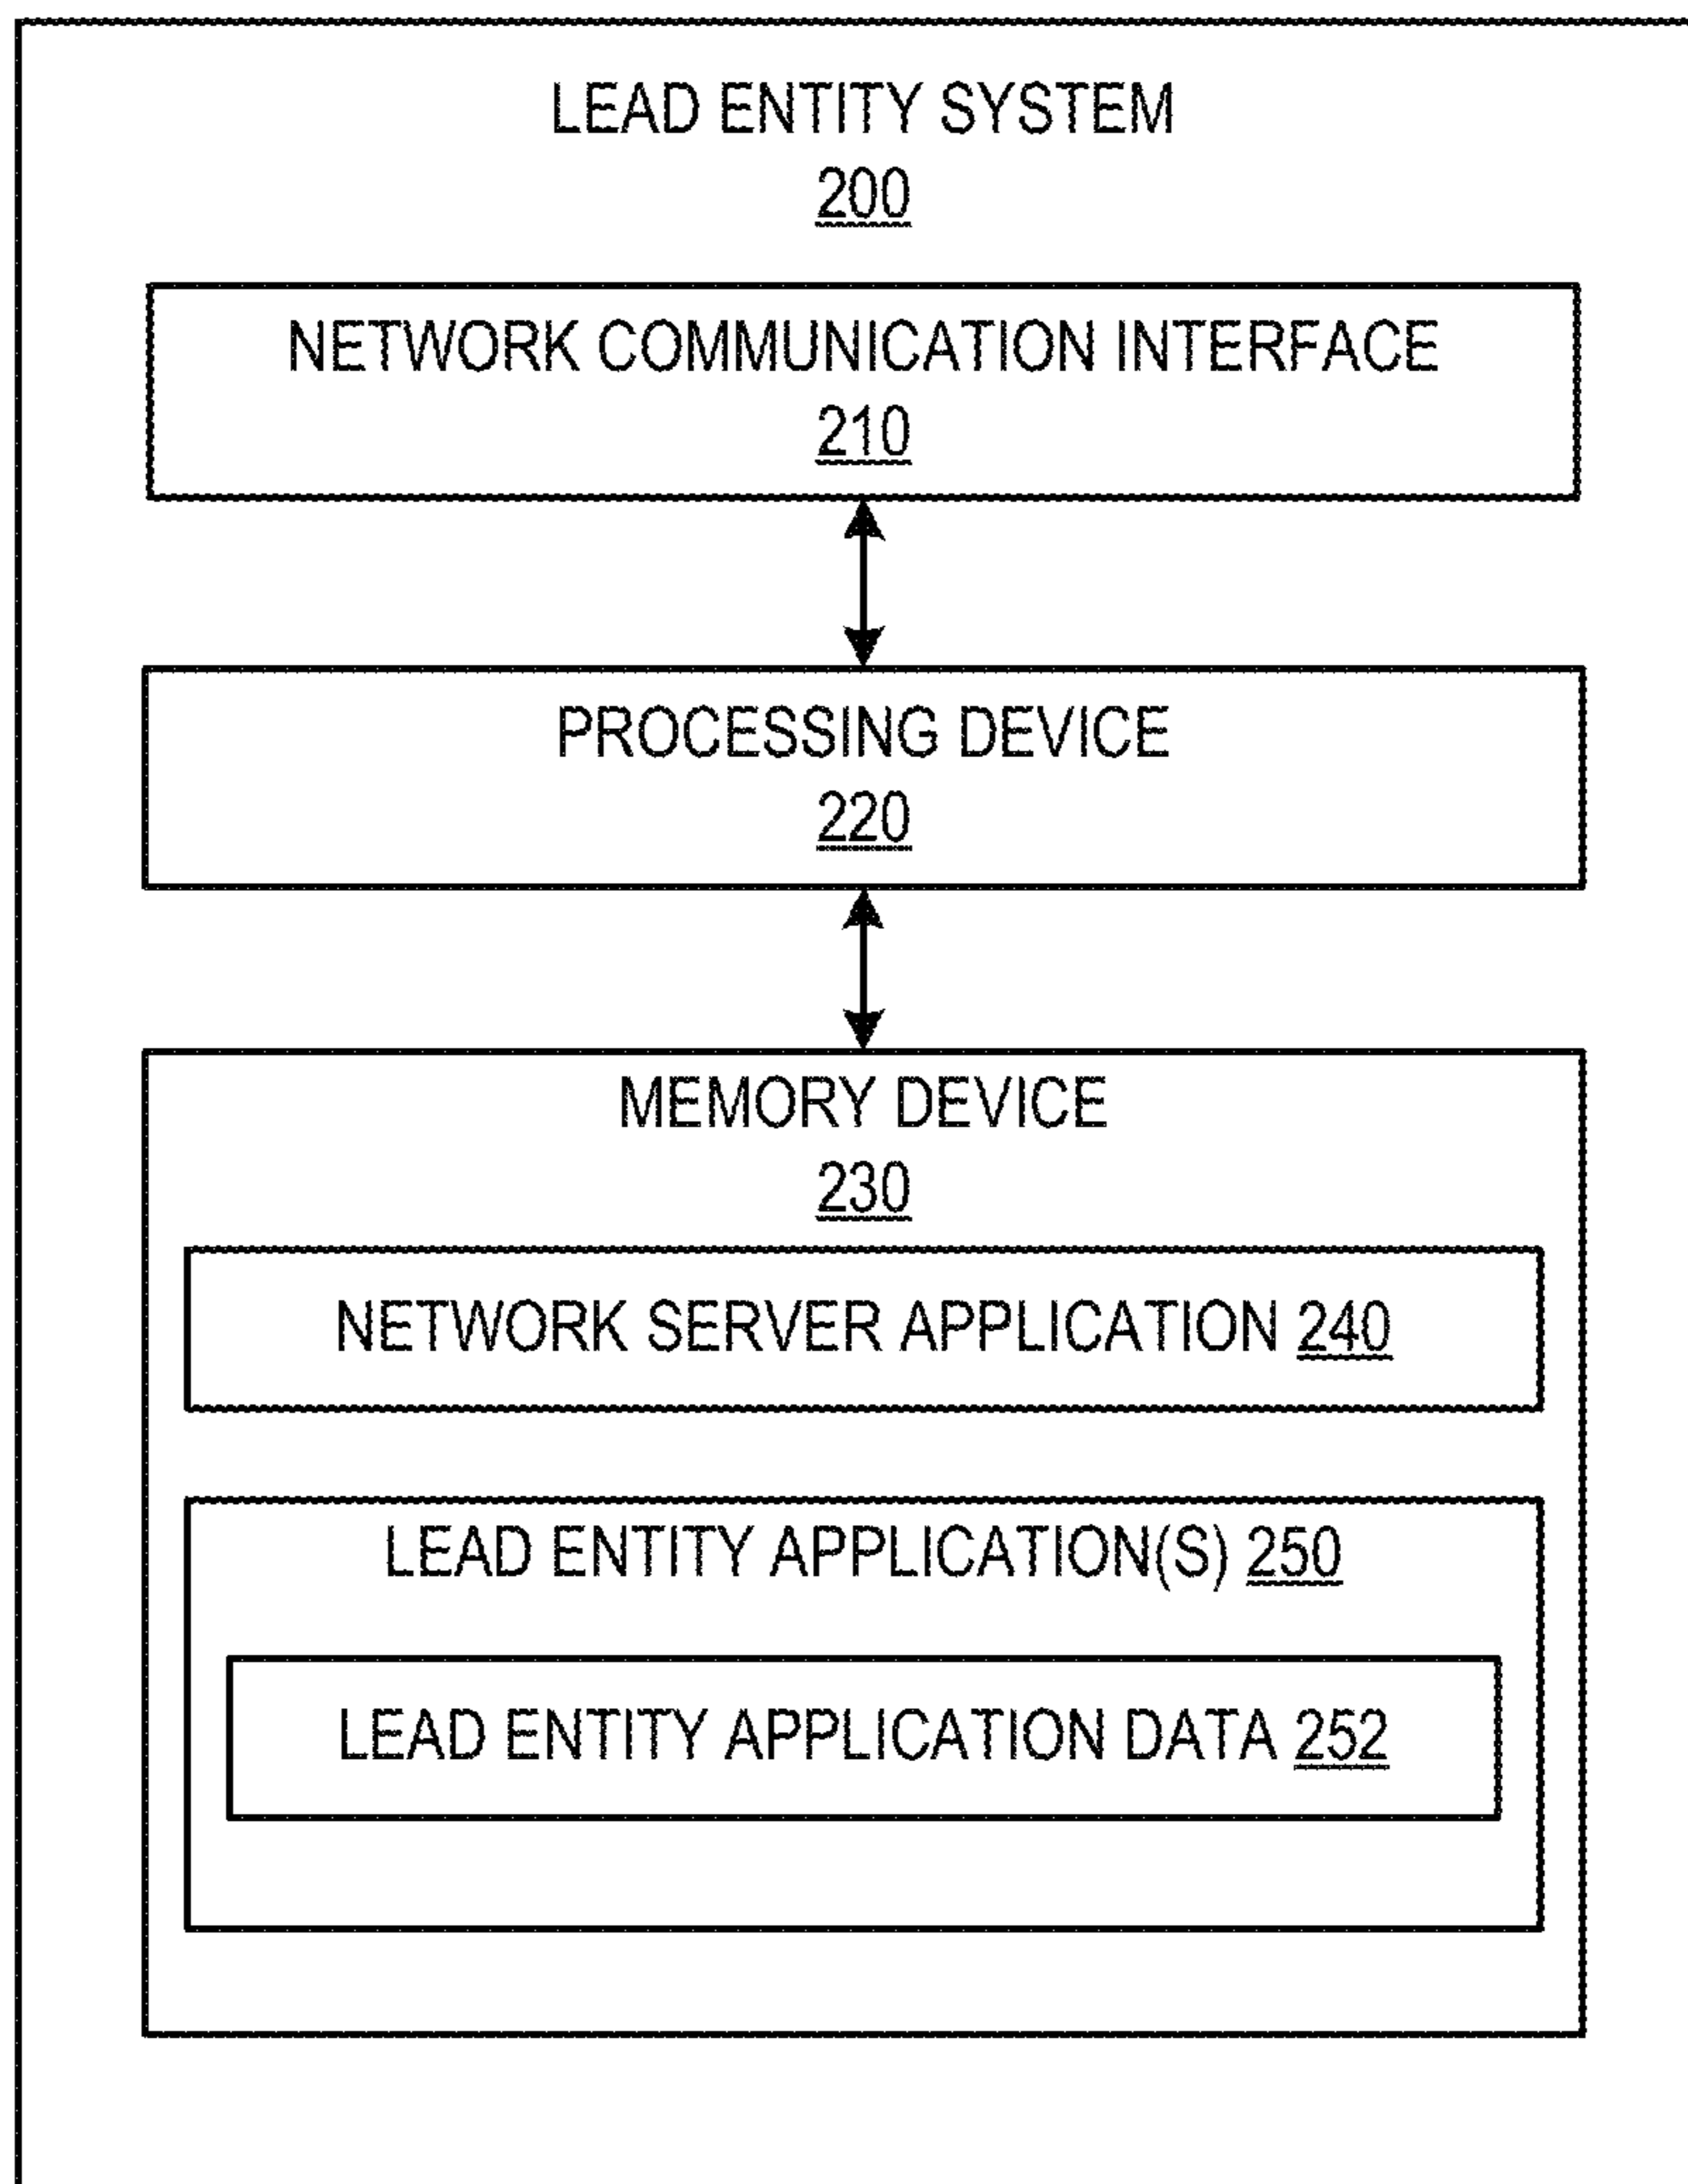 LEAD ENTITY SYSTEM
200
NETWORK COMMUNICATION INTERFACE
210
PROCESSING DEVICE
220
MEMORY DEVICE
230
NETWORK SERVER APPLICATION 240
LEAD ENTITY APPLICATION(S) 250
LEAD ENTITY APPLICATION DATA 252